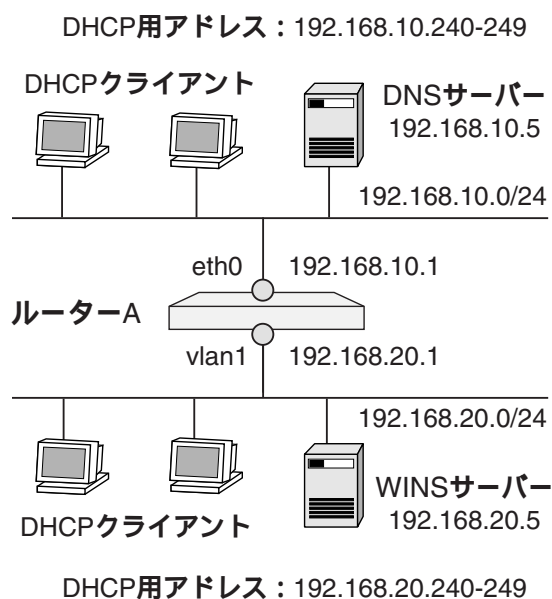 DHCP用アドレス：192.168.10.240-249
DHCPクライアント
DNSサーバー
192.168.10.5
192.168.10.0/24
eth0
192.168.10.1
ルーターA
vlan1
192.168.20.1
192.168.20.0/24
WINSサーバー
192.168.20.5
DHCPクライアント
DHCP用アドレス：192.168.20.240-249